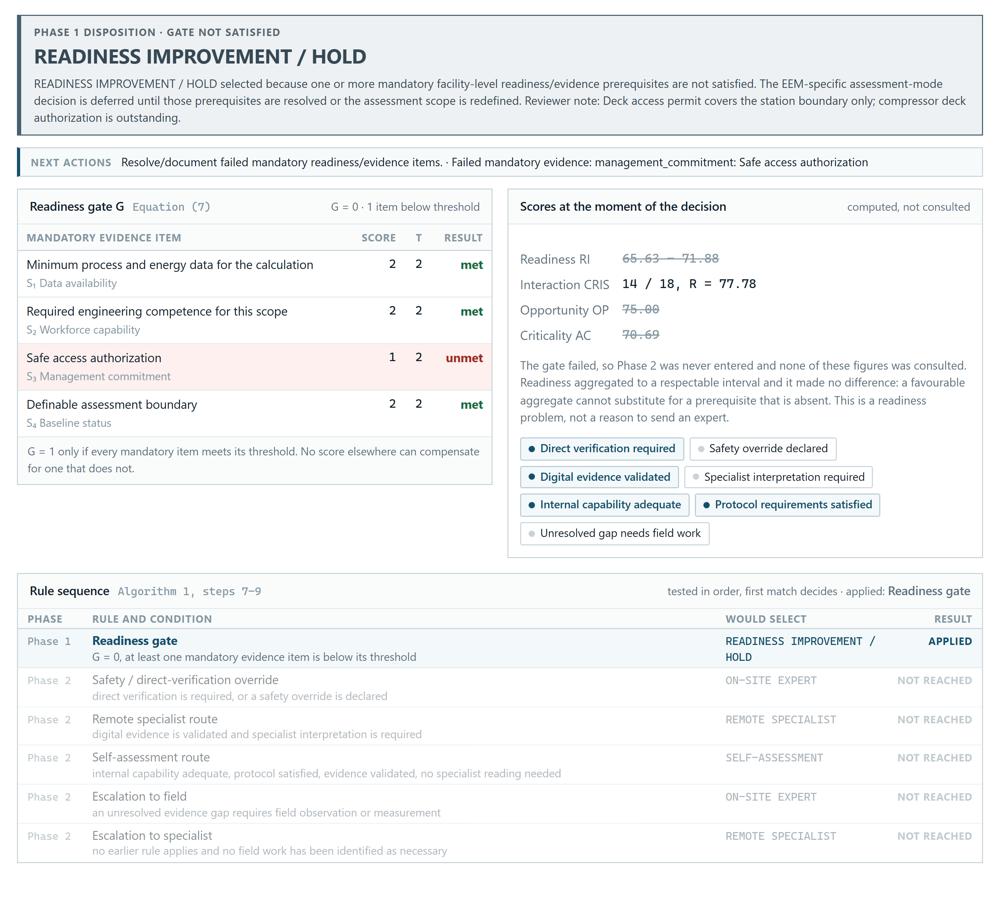 PHASE 1 DISPOSITION · GATE NOT SATISFIED
READINESS IMPROVEMENT / HOLD
READINESS IMPROVEMENT / HOLD selected because one or more mandatory facility-level readiness/evidence prerequisites are not satisfied. The EEM-specific assessment-mode
decision is deferred until those prerequisites are resolved or the assessment scope is redefined. Reviewer note: Deck access permit covers the station boundary only; compressor deck
authorization is outstanding.
NEXT ACTIONS Resolve/document failed mandatory readiness/evidence items. · Failed mandatory evidence: management_commitment: Safe access authorization
Readiness gate G Equation (7) G = 0 · 1 item below threshold
MANDATORY EVIDENCE ITEM SCORE T RESULT
Minimum process and energy data for the calculation 2 2 met
S₁ Data availability
Required engineering competence for this scope 2 2 met
S₂ Workforce capability
Safe access authorization 1 2 unmet
S₃ Management commitment
Definable assessment boundary 2 2 met
S₄ Baseline status
G = 1 only if every mandatory item meets its threshold. No score elsewhere can compensate
for one that does not.
Scores at the moment of the decision computed, not consulted
Readiness RI 65.63 – 71.88
Interaction CRIS 14 / 18, R = 77.78
Opportunity OP 75.00
Criticality AC 70.69
The gate failed, so Phase 2 was never entered and none of these figures was consulted.
Readiness aggregated to a respectable interval and it made no difference: a favourable
aggregate cannot substitute for a prerequisite that is absent. This is a readiness
problem, not a reason to send an expert.
Direct verification required Safety override declared
Digital evidence validated Specialist interpretation required
Internal capability adequate Protocol requirements satisfied
Unresolved gap needs field work
Rule sequence Algorithm 1, steps 7–9 tested in order, first match decides · applied: Readiness gate
PHASE RULE AND CONDITION WOULD SELECT RESULT
Phase 1 Readiness gate READINESS IMPROVEMENT / APPLIED
G = 0, at least one mandatory evidence item is below its threshold HOLD
Phase 2 Safety / direct-verification override ON-SITE EXPERT NOT REACHED
direct verification is required, or a safety override is declared
Phase 2 Remote specialist route REMOTE SPECIALIST NOT REACHED
digital evidence is validated and specialist interpretation is required
Phase 2 Self-assessment route SELF-ASSESSMENT NOT REACHED
internal capability adequate, protocol satisfied, evidence validated, no specialist reading needed
Phase 2 Escalation to field ON-SITE EXPERT NOT REACHED
an unresolved evidence gap requires field observation or measurement
Phase 2 Escalation to specialist REMOTE SPECIALIST NOT REACHED
no earlier rule applies and no field work has been identified as necessary